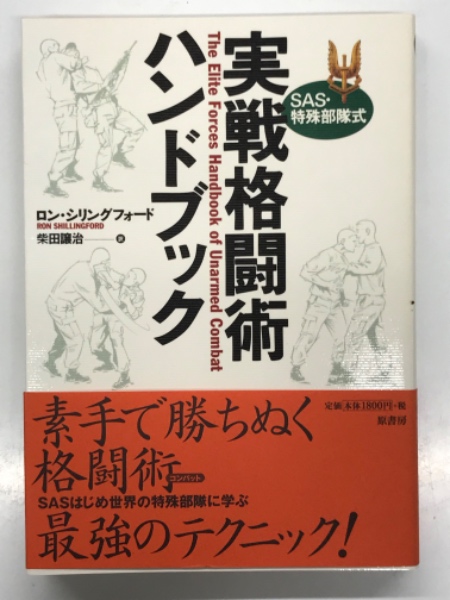 SAS・
特殊部隊式
実戦格闘術
ハンドブック
The Elite Forces Handbook of Unarmed Combat
ロン・シリングフォード
RON SHILLINGFORD
柴田譲治 訳
定価 本体1800円+税
原書房
素手で勝ちぬく
格闘術
コンバット
SASはじめ世界の特殊部隊に学ぶ
最強のテクニック!